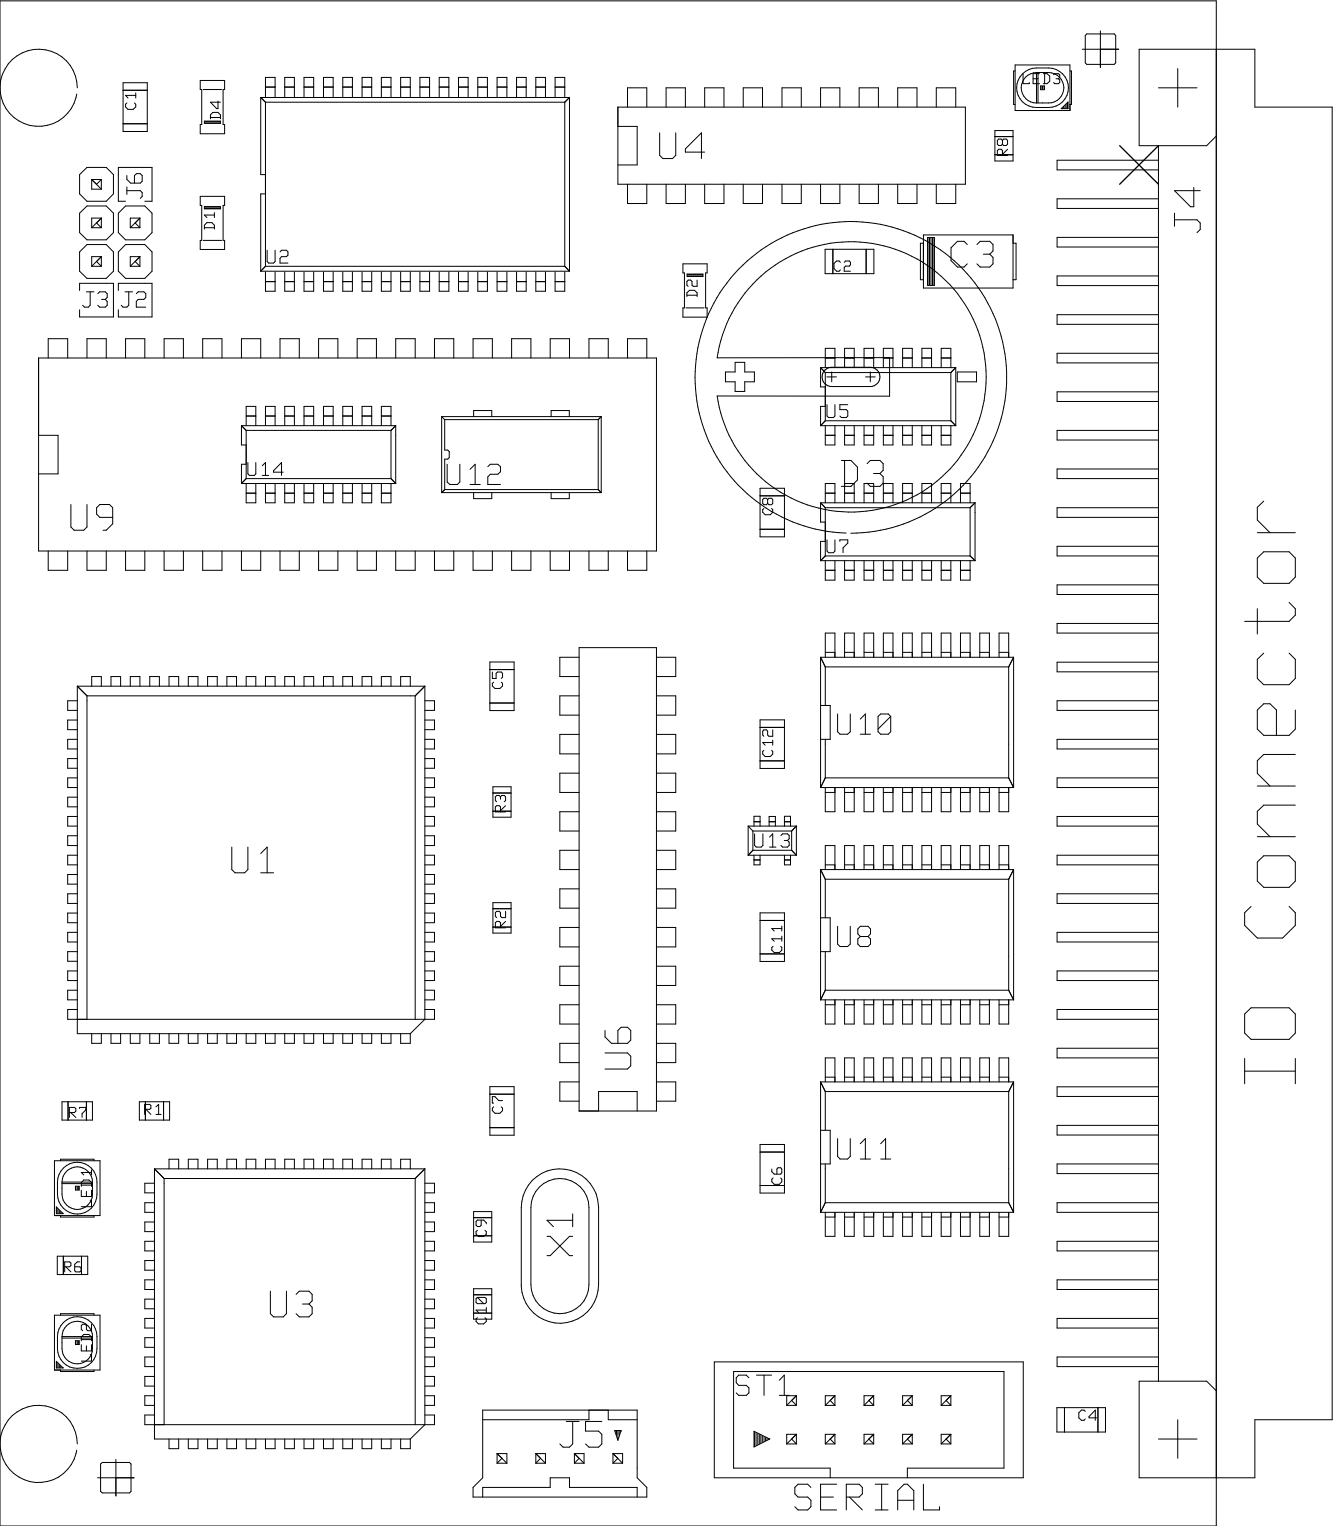 C1
D4
LED3
U4
R8
J6
J4
D1
U2
C2
C3
D2
J3 J2
U5
U14
U12
D3
C8
U9
U7
C5
U10
C12
R3
U13
U1
R2
C11
U8
IO Connector
U6
R7
R1
C7
U11
C6
LED1
C9
X1
R6
U3
C10
LED2
ST1
C4
J5
SERIAL